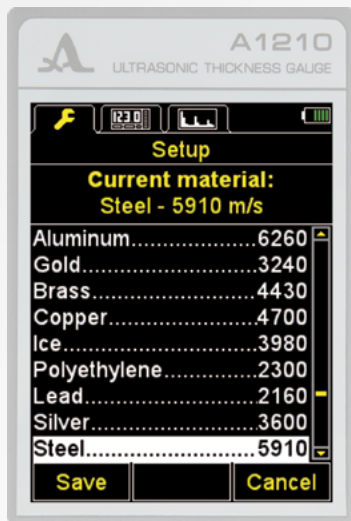 A1210
ULTRASONIC THICKNESS GAUGE
123.0
Setup
Current material:
Steel - 5910 m/s
Aluminum..................6260
Gold............................3240
Brass..........................4430
Copper.......................4700
Ice...............................3980
Polyethylene..............2300
Lead...........................2160
Silver..........................3600
Steel...........................5910
Save Cancel